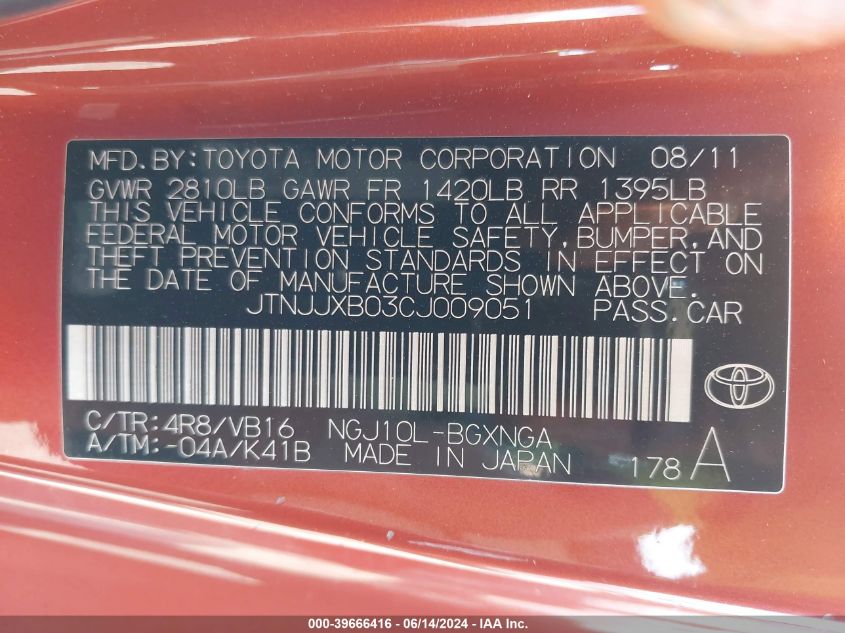 MFD.BY:TOYOTA MOTOR CORPORATION 08/11
GVWR 2810LB GAWR FR 1420LB RR 1395LB
THIS VEHICLE CONFORMS TO ALL APPLICABLE
FEDERAL MOTOR VEHICLE SAFETY,BUMPER,AND
THEFT PREVENTION STANDARDS IN EFFECT ON
THE DATE OF MANUFACTURE SHOWN ABOVE.
JTNJJXB03CJ009051 PASS.CAR
C/TR:4R8/VB16 NGJ10L-BGXNGA
A/TM:-04A/K41B MADE IN JAPAN 178 A
000-39666416 - 06/14/2024 - IAA Inc.